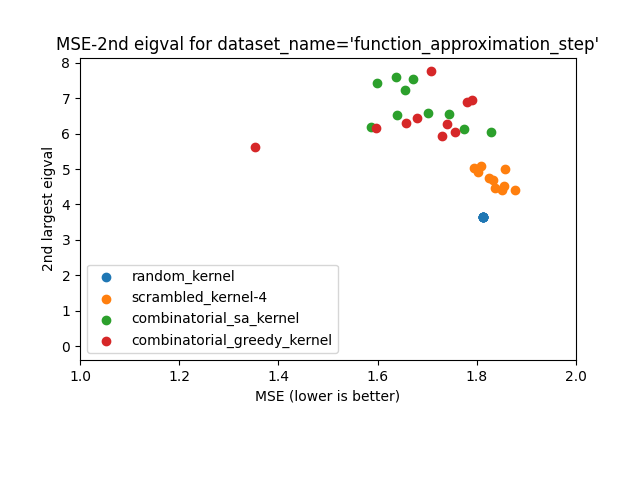 MSE-2nd eigval for dataset_name='function_approximation_step'
8
7
6
5
4
3
2
1
0
2nd largest eigval
random_kernel
scrambled_kernel-4
combinatorial_sa_kernel
combinatorial_greedy_kernel
1.0 1.2 1.4 1.6 1.8 2.0
MSE (lower is better)